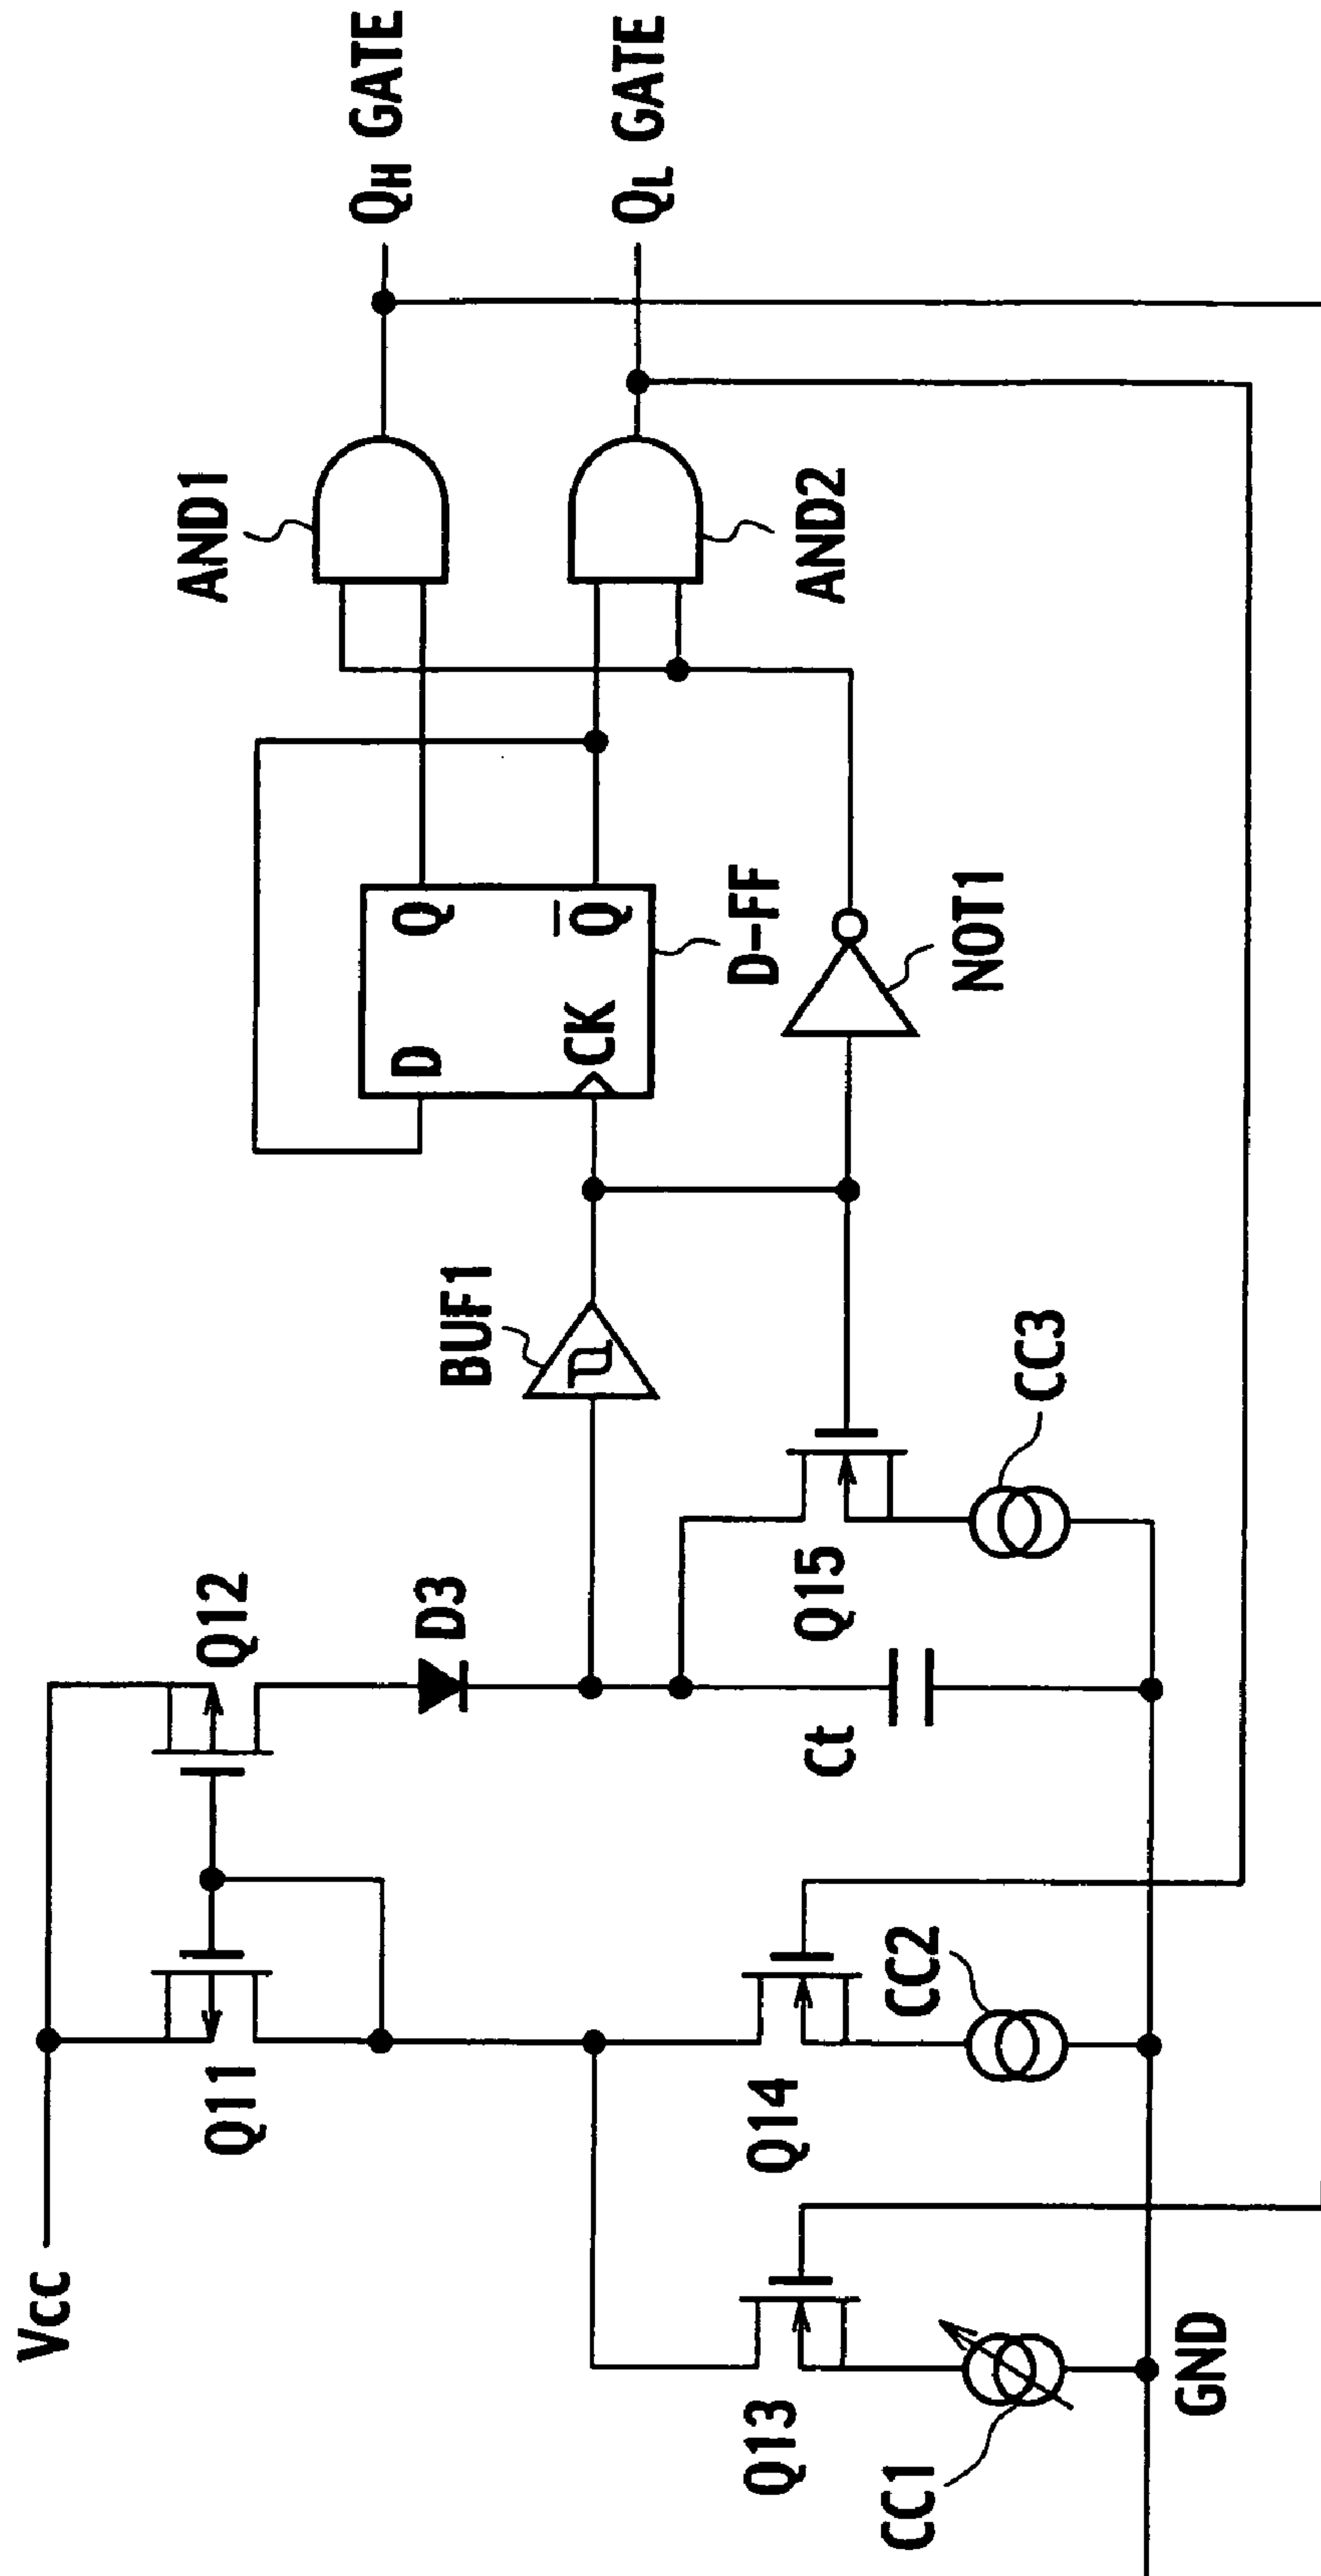 Vcc
Q11
Q12
D3
Q13
Q14
Q15
CC1
CC2
CC3
Ct
GND
BUF1
D
Q
CK
Q̅
D-FF
NOT1
AND1
AND2
QH GATE
QL GATE